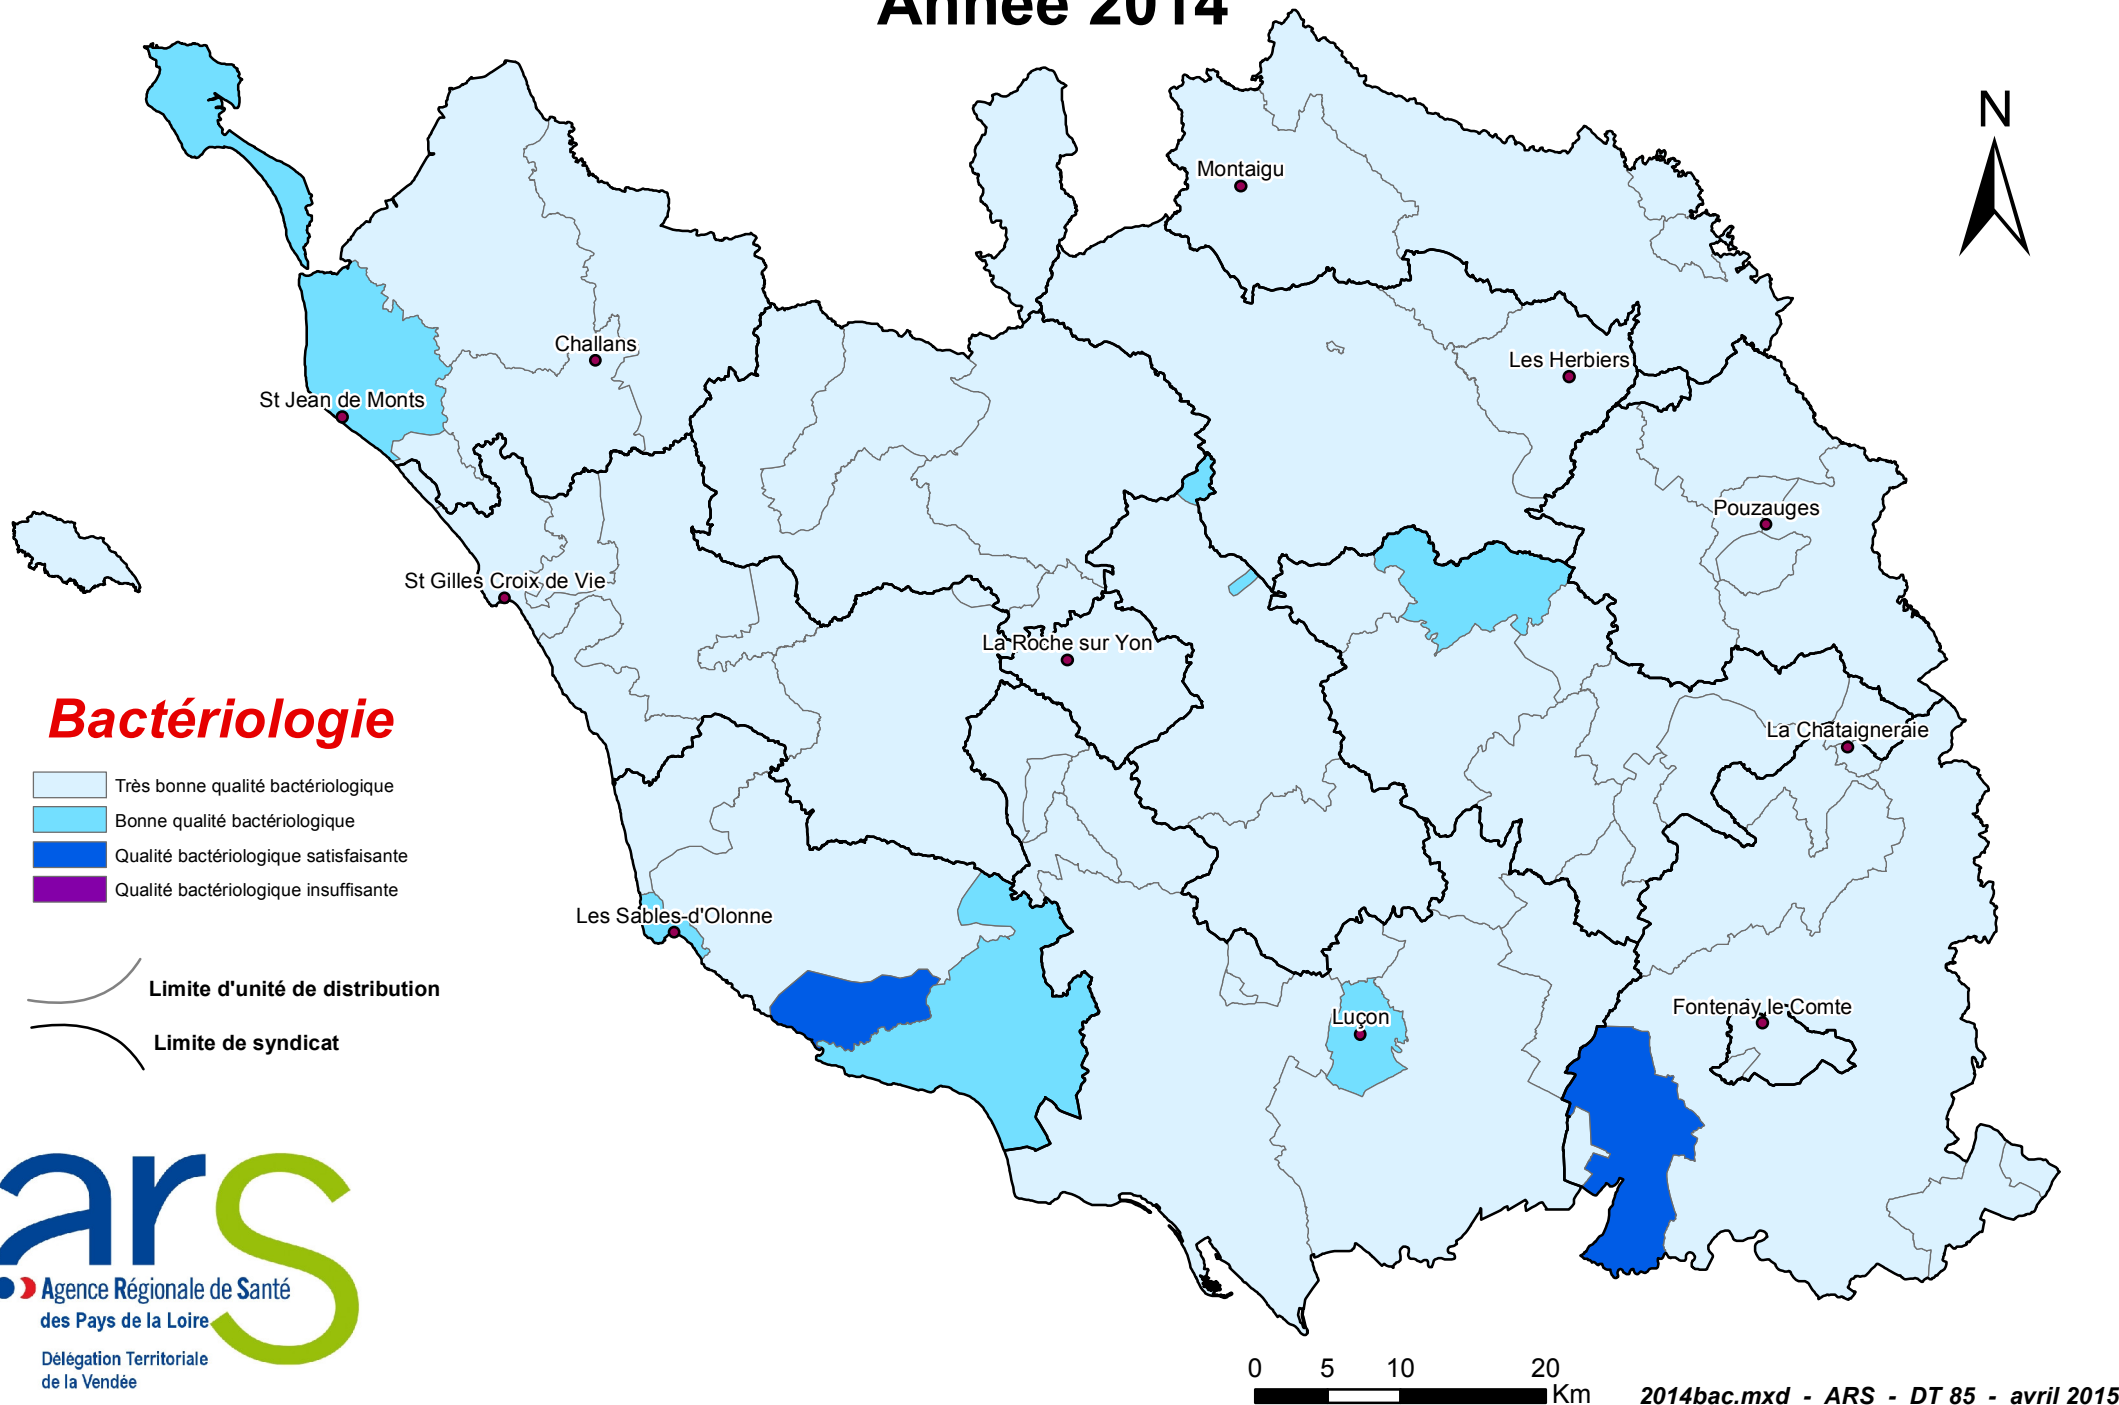 Année 2014
N
Montaigu
Challans
Les Herbiers
St Jean de Monts
Pouzauges
St Gilles Croix de Vie
La Roche sur Yon
La Châtaigneraie
Les Sables-d'Olonne
Luçon
Fontenay le Comte
Bactériologie
Très bonne qualité bactériologique
Bonne qualité bactériologique
Qualité bactériologique satisfaisante
Qualité bactériologique insuffisante
Limite d'unité de distribution
Limite de syndicat
ars
Agence Régionale de Santé
des Pays de la Loire
Délégation Territoriale
de la Vendée
0 5 10 20
Km
2014bac.mxd - ARS - DT 85 - avril 2015